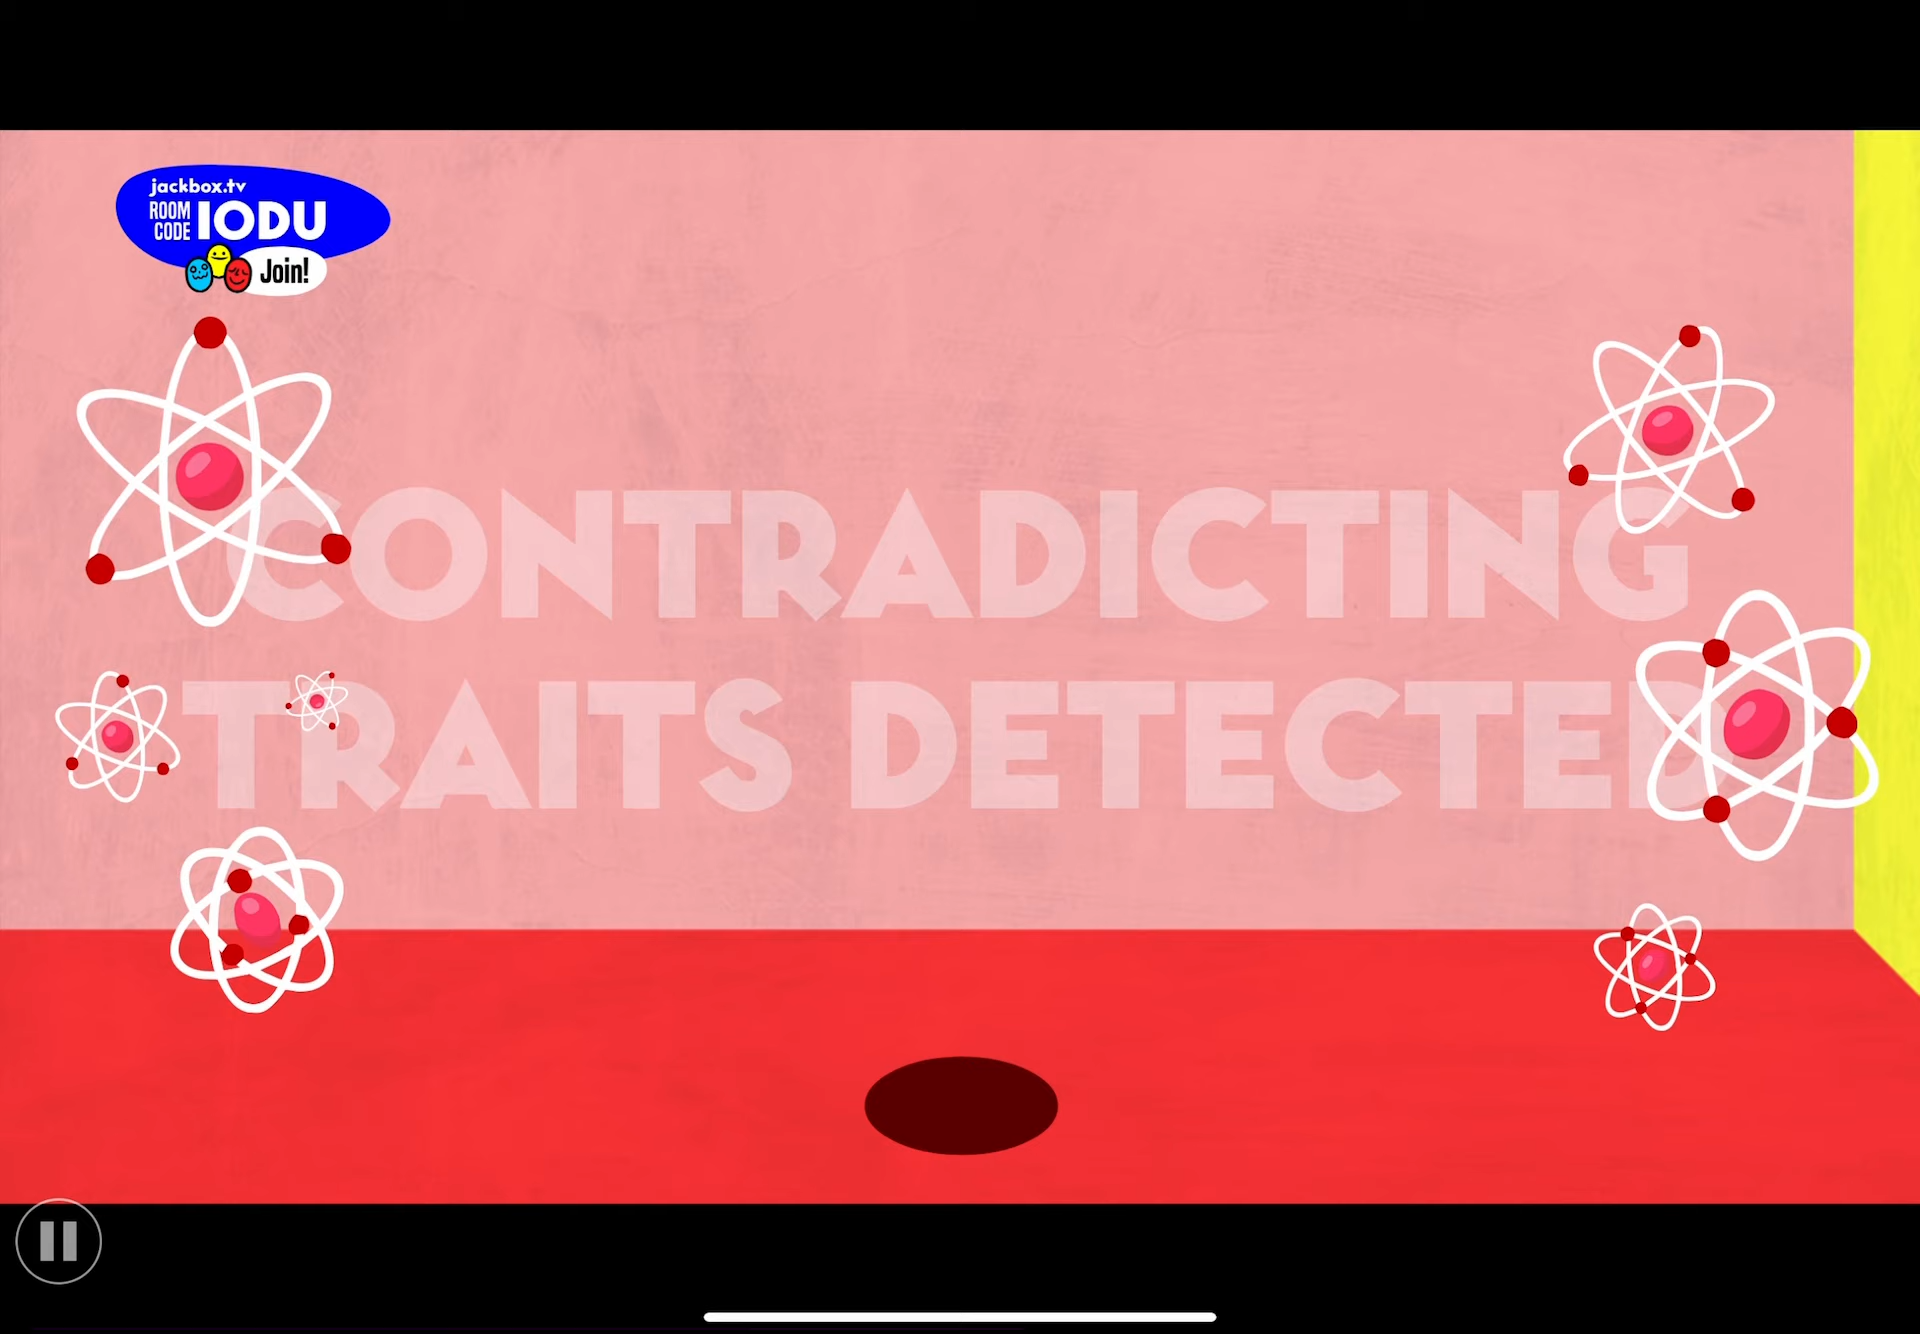 jackbox.tv
ROOM CODE IODU
Join!
CONTRADICTING
TRAITS DETECTED